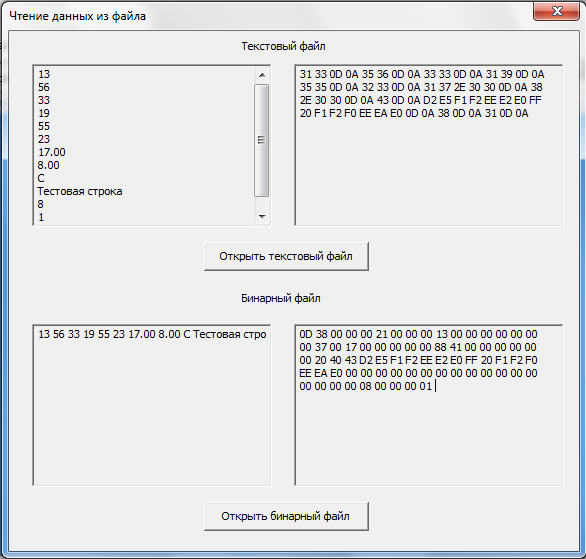 Чтение данных из файла
Текстовый файл
13
56
33
19
55
23
17.00
8.00
C
Тестовая строка
8
1
31 33 0D 0A 35 36 0D 0A 33 33 0D 0A 31 39 0D 0A
35 35 0D 0A 32 33 0D 0A 31 37 2E 30 30 0D 0A 38
2E 30 30 0D 0A 43 0D 0A D2 E5 F1 F2 EE E2 E0 FF
20 F1 F2 F0 EE EA E0 0D 0A 38 0D 0A 31 0D 0A
Открыть текстовый файл
Бинарный файл
13 56 33 19 55 23 17.00 8.00 C Тестовая стро
0D 38 00 00 00 21 00 00 00 13 00 00 00 00 00 00
00 37 00 17 00 00 00 00 00 88 41 00 00 00 00 00
00 20 40 43 D2 E5 F1 F2 EE E2 E0 FF 20 F1 F2 F0
EE EA E0 00 00 00 00 00 00 00 00 00 00 00 00 00
00 00 00 00 08 00 00 00 01
Открыть бинарный файл